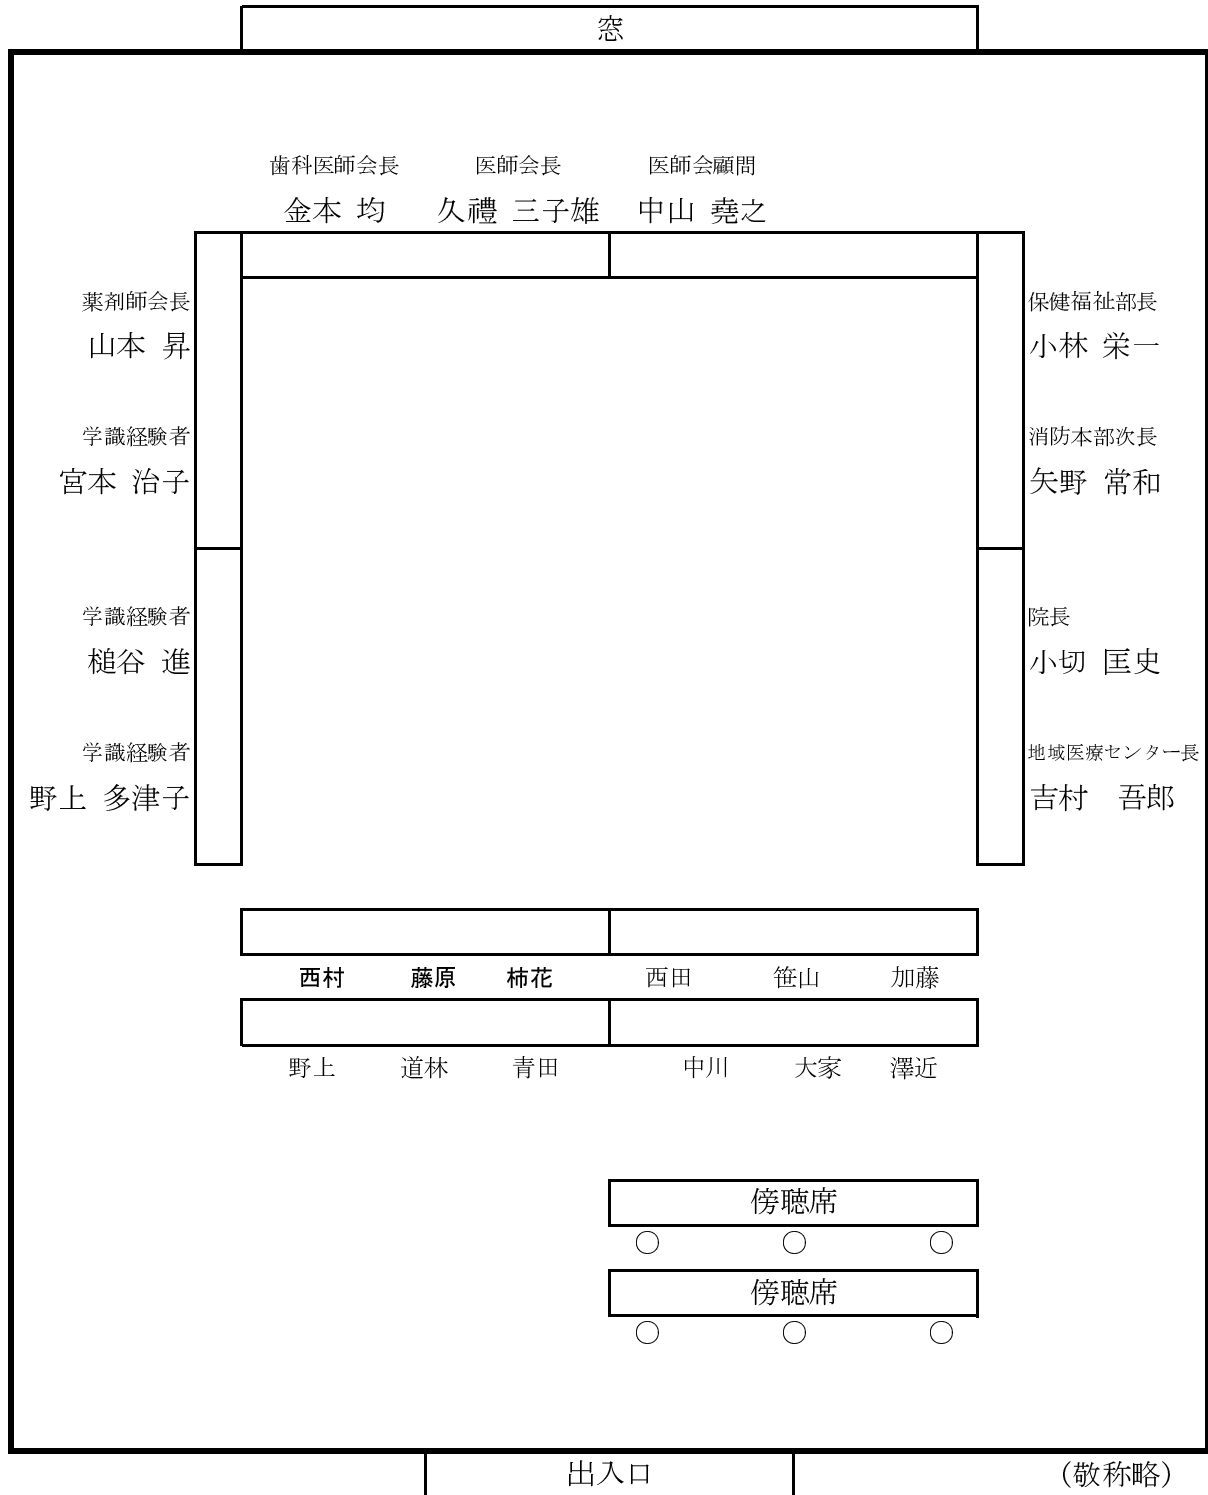 窓
歯科医師会長 医師会長 医師会顧問
金本 均 久禮 三子雄 中山 堯之
薬剤師会長 保健福祉部長
山本 昇 小林 栄一
学識経験者 消防本部次長
宮本 治子 矢野 常和
学識経験者 院長
槌谷 進 小切 匡史
学識経験者 地域医療センター長
野上 多津子 吉村 吾郎
西村 藤原 柿花 西田 笹山 加藤
野上 道林 青田 中川 大家 澤近
傍聴席
○ ○ ○
傍聴席
○ ○ ○
出入口 (敬称略)